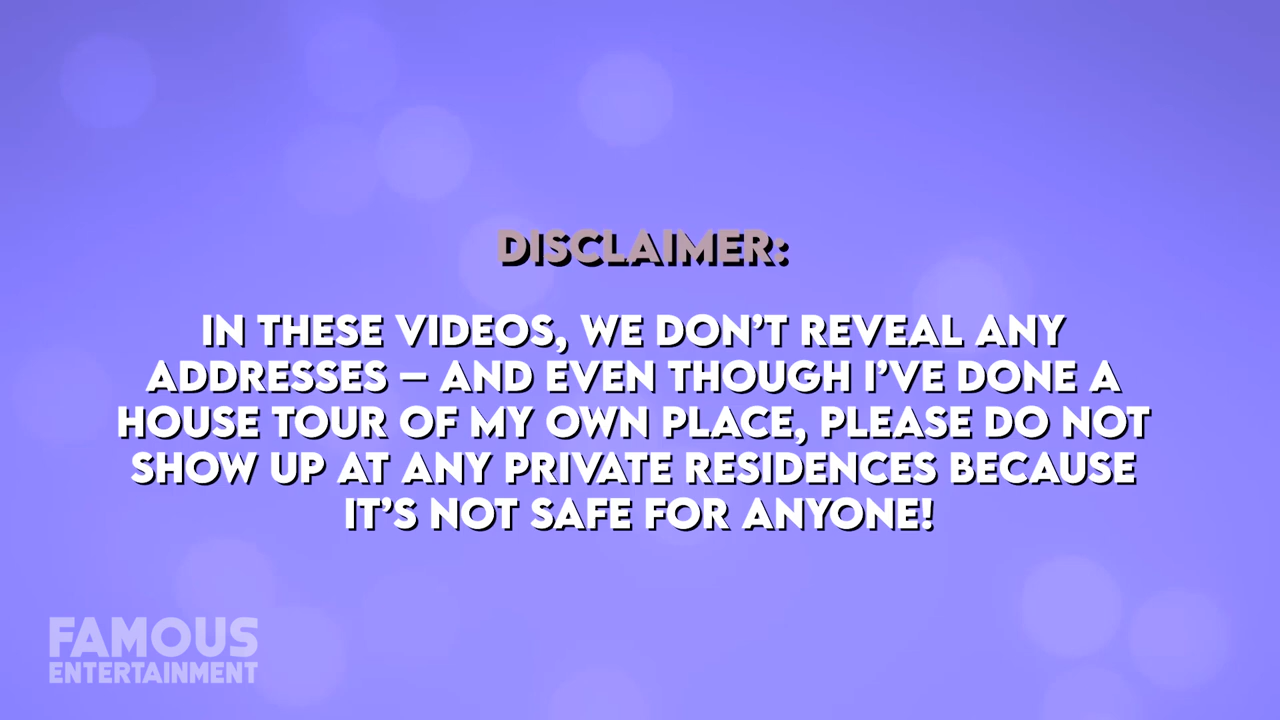 DISCLAIMER:
IN THESE VIDEOS, WE DON'T REVEAL ANY
ADDRESSES – AND EVEN THOUGH I'VE DONE A
HOUSE TOUR OF MY OWN PLACE, PLEASE DO NOT
SHOW UP AT ANY PRIVATE RESIDENCES BECAUSE
IT'S NOT SAFE FOR ANYONE!
FAMOUS
ENTERTAINMENT